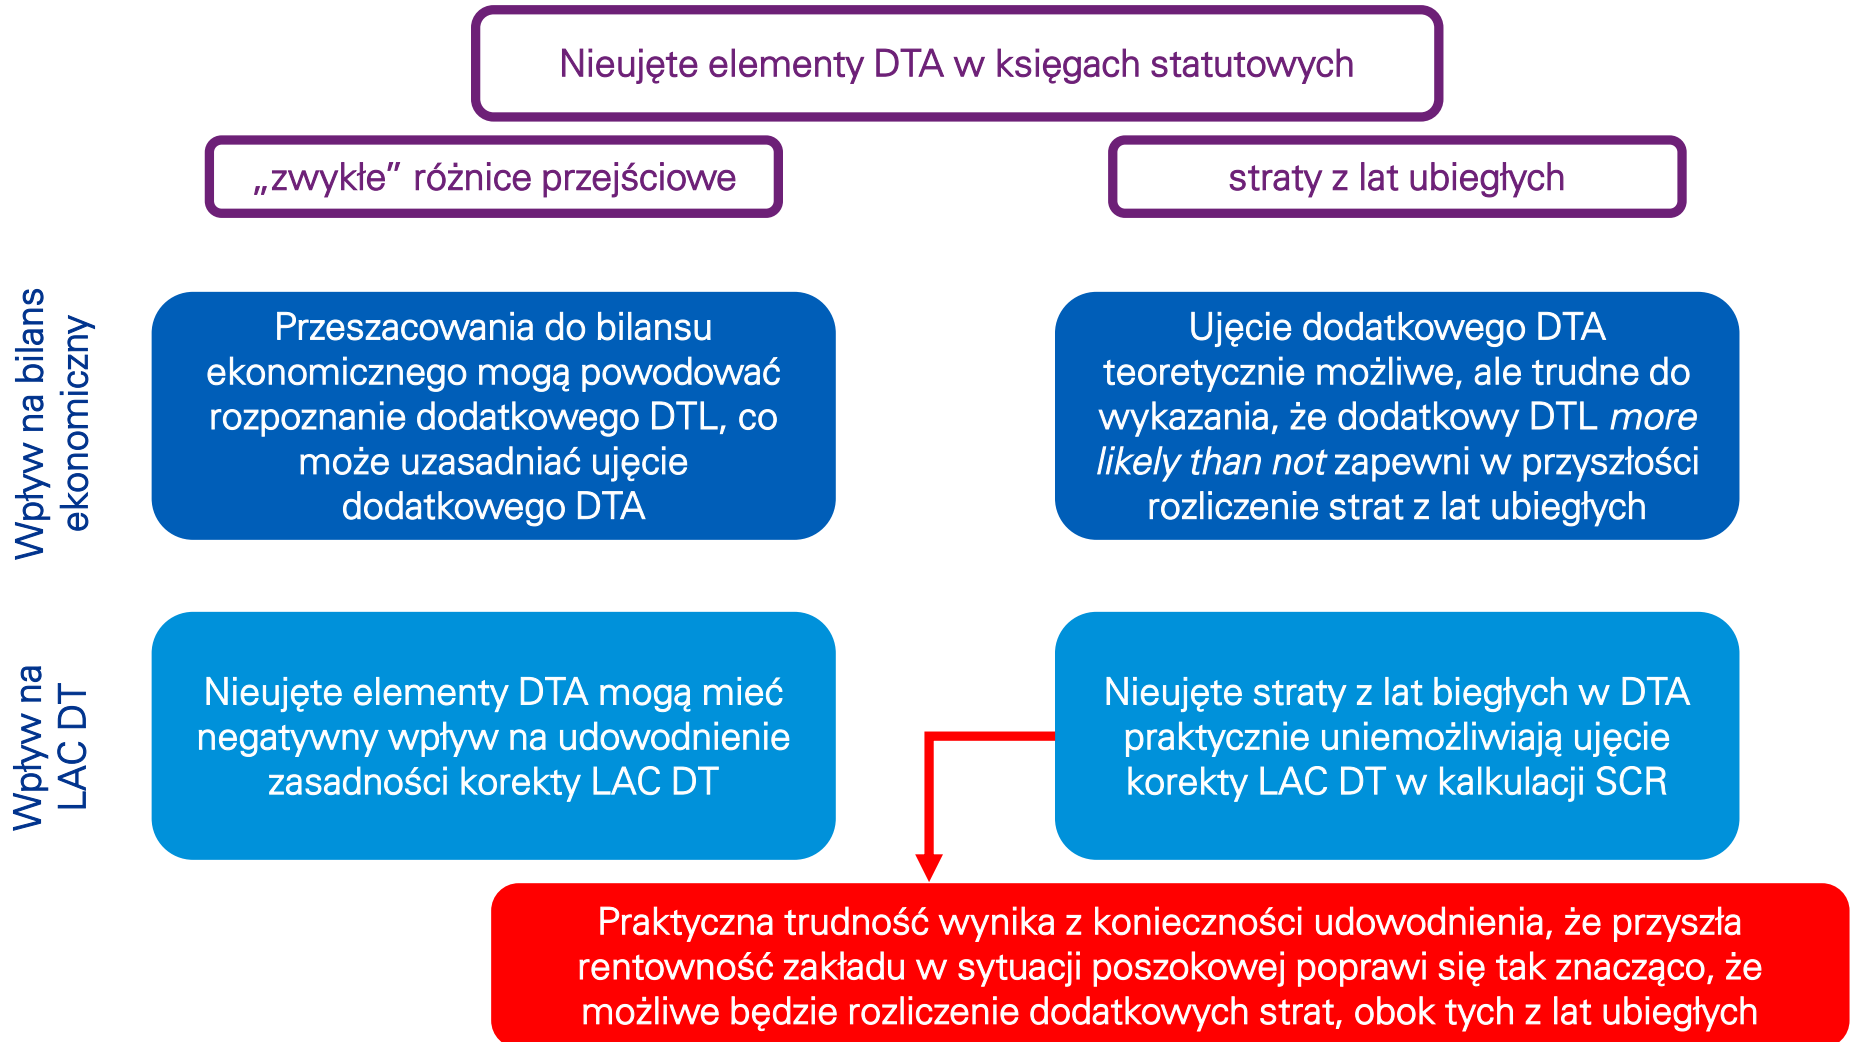 Nieujęte elementy DTA w księgach statutowych
„zwykłe” różnice przejściowe
straty z lat ubiegłych
Wpływ na bilans
ekonomiczny
Przeszacowania do bilansu
ekonomicznego mogą powodować
rozpoznanie dodatkowego DTL, co
może uzasadniać ujęcie
dodatkowego DTA
Ujęcie dodatkowego DTA
teoretycznie możliwe, ale trudne do
wykazania, że dodatkowy DTL more
likely than not zapewni w przyszłości
rozliczenie strat z lat ubiegłych
Wpływ na
LAC DT
Nieujęte elementy DTA mogą mieć
negatywny wpływ na udowodnienie
zasadności korekty LAC DT
Nieujęte straty z lat biegłych w DTA
praktycznie uniemożliwiają ujęcie
korekty LAC DT w kalkulacji SCR
Praktyczna trudność wynika z konieczności udowodnienia, że przyszła
rentowność zakładu w sytuacji poszokowej poprawi się tak znacząco, że
możliwe będzie rozliczenie dodatkowych strat, obok tych z lat ubiegłych